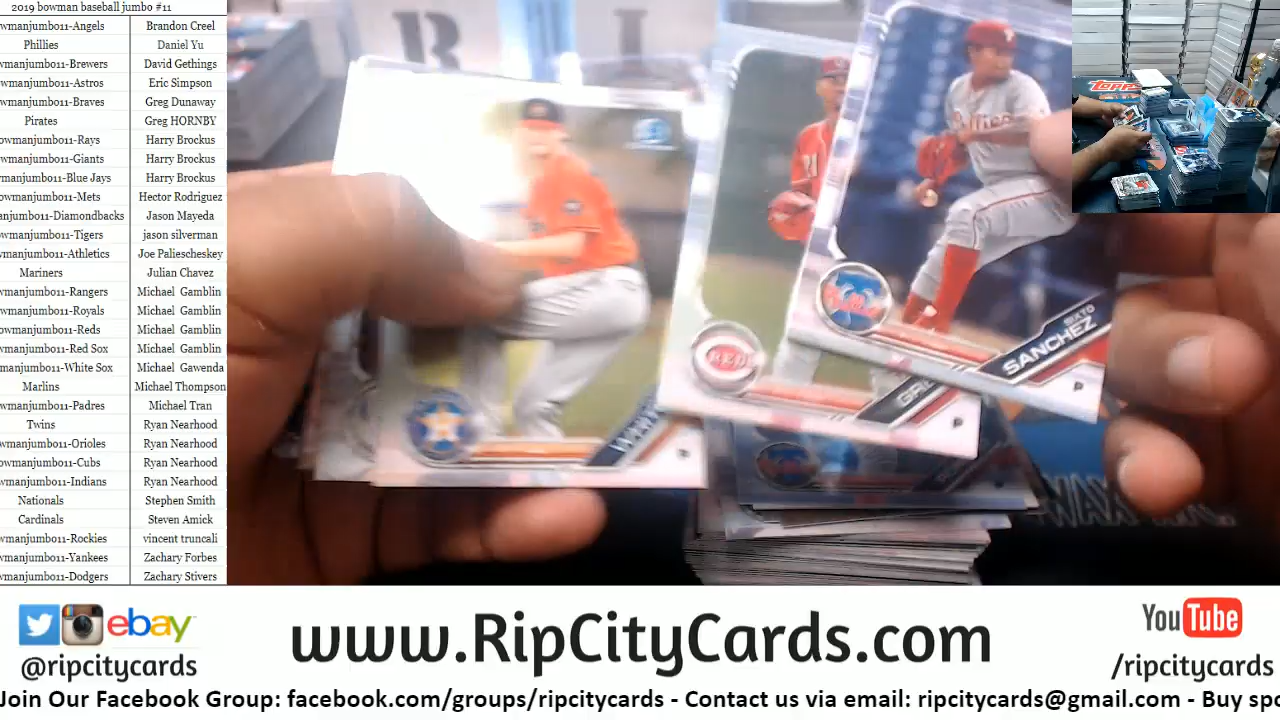 2019 bowman baseball jumbo #11
wmanjumbo11-Angels Brandon Creel
Phillies Daniel Yu
wmanjumbo11-Brewers David Gethings
wmanjumbo11-Astros Eric Simpson
wmanjumbo11-Braves Greg Dunaway
Pirates Greg HORNBY
owmanjumbo11-Rays Harry Brockus
wmanjumbo11-Giants Harry Brockus
manjumbo11-Blue Jays Harry Brockus
owmanjumbo11-Mets Hector Rodriguez
anjumbo11-Diamondbacks Jason Mayeda
owmanjumbo11-Tigers jason silverman
manjumbo11-Athletics Joe Paliescheskey
Mariners Julian Chavez
wmanjumbo11-Rangers Michael Gamblin
wmanjumbo11-Royals Michael Gamblin
owmanjumbo11-Reds Michael Gamblin
manjumbo11-Red Sox Michael Gamblin
wmanjumbo11-White Sox Michael Gawenda
Marlins Michael Thompson
wmanjumbo11-Padres Michael Tran
Twins Ryan Nearhood
wmanjumbo11-Orioles Ryan Nearhood
owmanjumbo11-Cubs Ryan Nearhood
wmanjumbo11-Indians Ryan Nearhood
Nationals Stephen Smith
Cardinals Steven Amick
wmanjumbo11-Rockies vincent truncali
wmanjumbo11-Yankees Zachary Forbes
wmanjumbo11-Dodgers Zachary Stivers
topps
SIXTO
SANCHEZ
P
REDS
P
ebay
@ripcitycards
www.RipCityCards.com
YouTube
/ripcitycards
Join Our Facebook Group: facebook.com/groups/ripcitycards - Contact us via email: ripcitycards@gmail.com - Buy spo